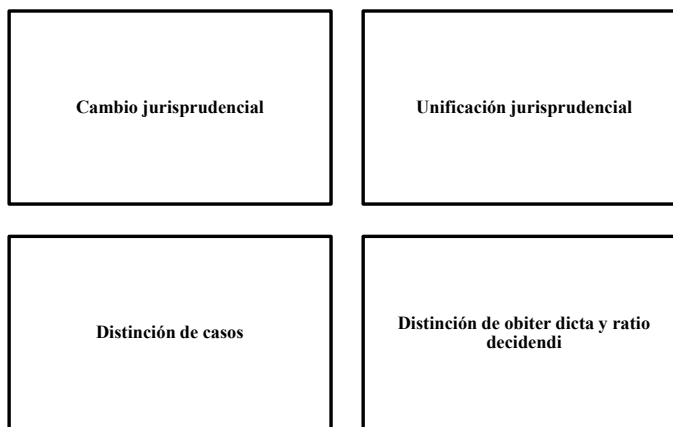 Cambio jurisprudencial
Unificación jurisprudencial
Distinción de casos
Distinción de obiter dicta y ratio
decidendi